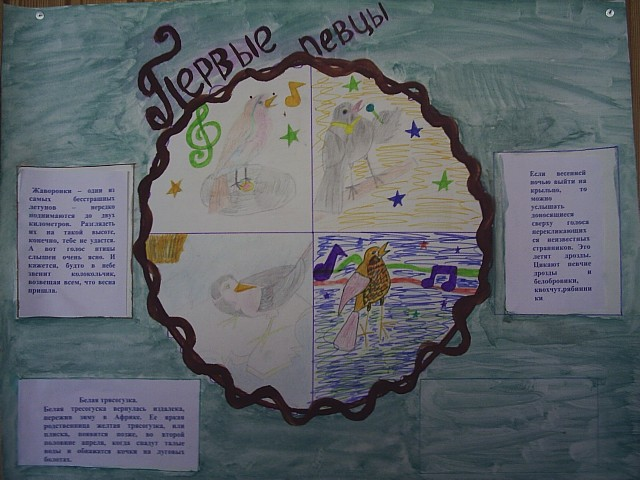 Первые певцы
Жаворонки – одни из
самых бесстрашных
летунов – нередко
поднимаются до двух
километров. Разглядеть
их на такой высоте,
конечно, тебе не удастся.
А вот голос птицы
слышен очень ясно. И
кажется, будто в небе
звенит колокольчик,
возвещая всем, что весна
пришла.
Если весенней
ночью выйти на
крыльцо, то
можно
услышать
доносящиеся
сверху голоса
перекликающих
ся неизвестных
странников. Это
летят дрозды.
Цикают певчие
дрозды и
белобровики,
квохчут,рябинни
ки
Белая трясогузка.
Белая трясогуска вернулась издалека,
пережив зиму в Африке. Ее яркая
родственница желтая трясогузка, или
плиска, появится позже, во второй
половине апреля, когда спадут талые
воды и обнажатся кочки на луговых
болотах.